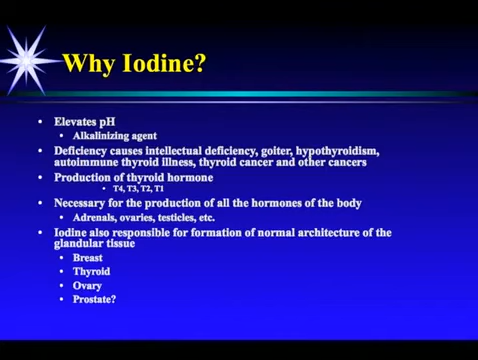 Why Iodine?
• Elevates pH
• Alkalinizing agent
• Deficiency causes intellectual deficiency, goiter, hypothyroidism,
autoimmune thyroid illness, thyroid cancer and other cancers
• Production of thyroid hormone
• T4, T3, T2, T1
• Necessary for the production of all the hormones of the body
• Adrenals, ovaries, testicles, etc.
• Iodine also responsible for formation of normal architecture of the
glandular tissue
• Breast
• Thyroid
• Ovary
• Prostate?